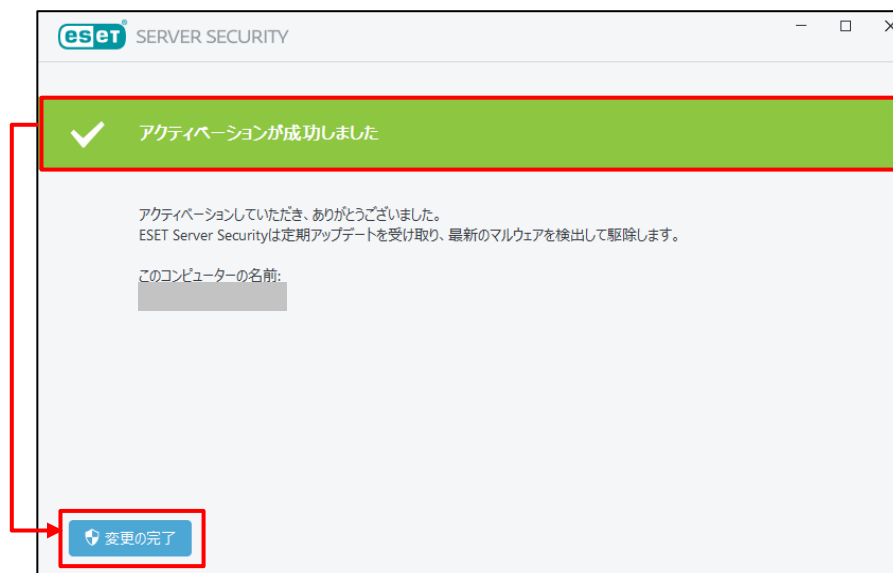 eset SERVER SECURITY
アクティベーションが成功しました
アクティベーションしていただき、ありがとうございました。
ESET Server Securityは定期アップデートを受け取り、最新のマルウェアを検出して駆除します。
このコンピューターの名前:
変更の完了